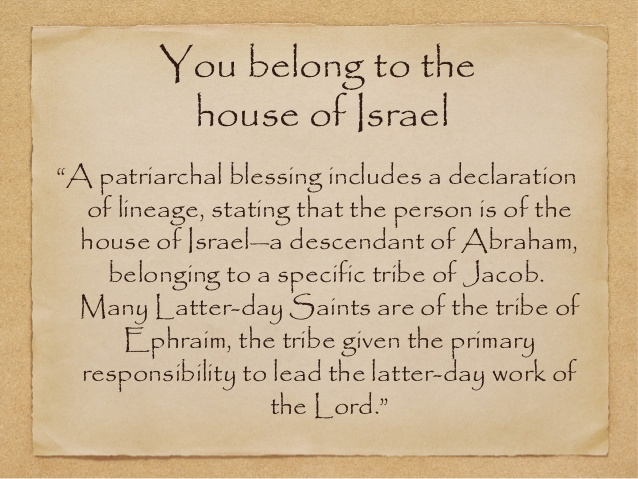 You belong to the
house of Israel
“A patriarchal blessing includes a declaration
of lineage, stating that the person is of the
house of Israel—a descendant of Abraham,
belonging to a specific tribe of Jacob.
Many Latter-day Saints are of the tribe of
Ephraim, the tribe given the primary
responsibility to lead the latter-day work of
the Lord.”